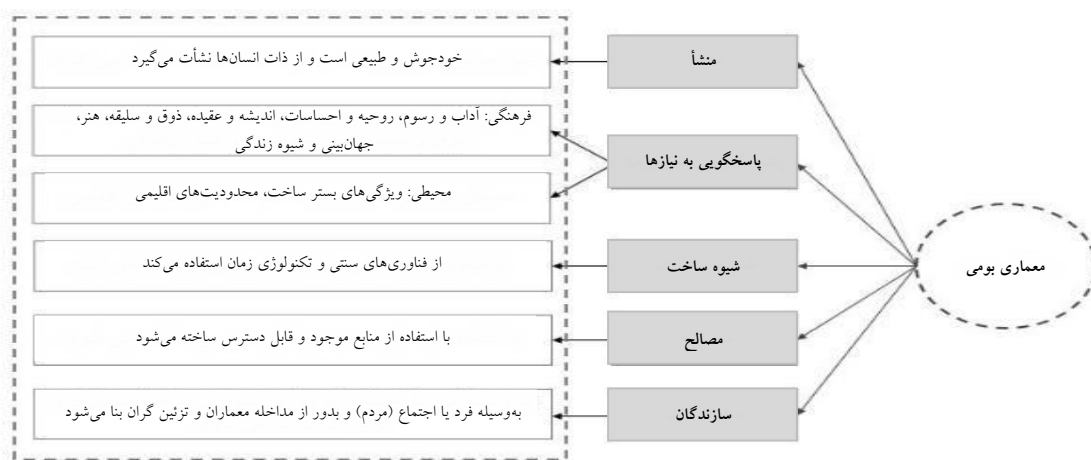 معماری بومی
منشأ
خودجوش و طبیعی است و از ذات انسان‌ها نشأت می‌گیرد
پاسخگویی به نیازها
فرهنگی: آداب و رسوم، روحیه و احساسات، اندیشه و عقیده، ذوق و سلیقه، هنر،
جهان‌بینی و شیوه زندگی
محیطی: ویژگی‌های بستر ساخت، محدودیت‌های اقلیمی
شیوه ساخت
از فناوری‌های سنتی و تکنولوژی زمان استفاده می‌کند
مصالح
با استفاده از منابع موجود و قابل دسترس ساخته می‌شود
سازندگان
به‌وسیله فرد یا اجتماع (مردم) و بدور از مداخله معماران و تزئین گران بنا می‌شود